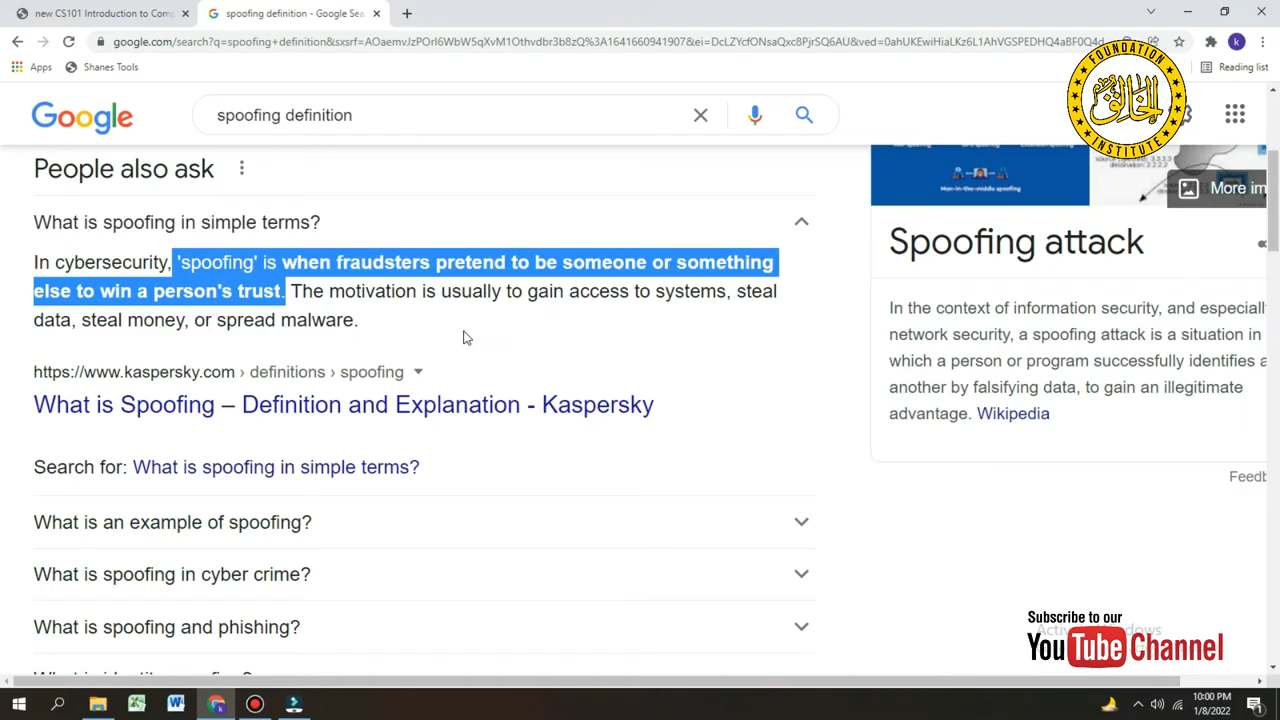 new CS101 Introduction to Com
spoofing definition - Google Sea
google.com/search?q=spoofing+definition&sxsrf=
Apps
Shanes Tools
Reading list
FOUNDATION
الخالق
INSTITUTE
Google
spoofing definition
People also ask
What is spoofing in simple terms?
In cybersecurity, 'spoofing' is when fraudsters pretend to be someone or something
else to win a person's trust. The motivation is usually to gain access to systems, steal
data, steal money, or spread malware.
https://www.kaspersky.com › definitions › spoofing
What is Spoofing – Definition and Explanation - Kaspersky
Search for: What is spoofing in simple terms?
What is an example of spoofing?
What is spoofing in cyber crime?
What is spoofing and phishing?
Man-in-the-middle spoofing
More im
Spoofing attack
In the context of information security, and especially
network security, a spoofing attack is a situation in
which a person or program successfully identifies a
another by falsifying data, to gain an illegitimate
advantage. Wikipedia
Feedb
Subscribe to our
YouTube Channel
10:00 PM
1/8/2022